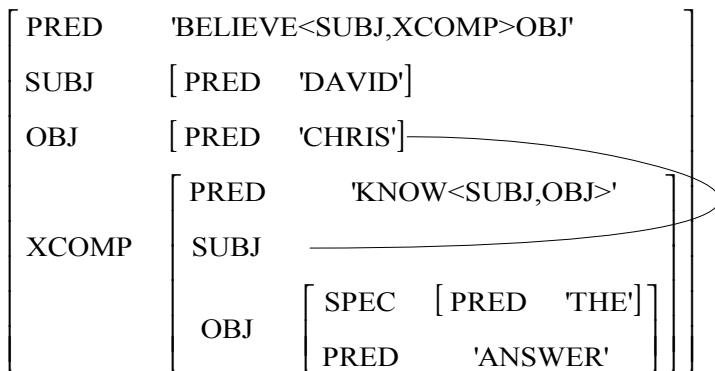 PRED 'BELIEVE<SUBJ,XCOMP>OBJ'
SUBJ [PRED 'DAVID']
OBJ [PRED 'CHRIS']
PRED 'KNOW<SUBJ,OBJ>'
XCOMP SUBJ
SPEC [PRED 'THE']
OBJ
PRED 'ANSWER'